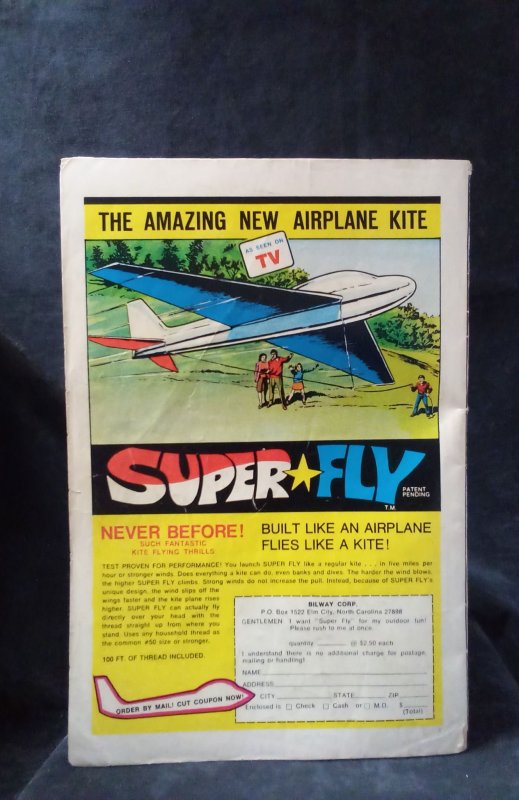 THE AMAZING NEW AIRPLANE KITE
AS SEEN ON
TV
SUPER FLY
PATENT
PENDING
T.M.
NEVER BEFORE!
SUCH FANTASTIC
KITE FLYING THRILLS
BUILT LIKE AN AIRPLANE
FLIES LIKE A KITE!
TEST PROVEN FOR PERFORMANCE! You launch SUPER FLY like a regular kite . . . in five miles per
hour or stronger winds. Does everything a kite can do, even banks and dives. The harder the wind blows,
the higher SUPER FLY climbs. Strong winds do not increase the pull. Instead, because of SUPER FLY's
unique design, the wind slips off the
wings faster and the kite plane rises
higher. SUPER FLY can actually fly
directly over your head with the
thread straight up from where you
stand. Uses any household thread as
the common #50 size or stronger.
100 FT. OF THREAD INCLUDED.
ORDER BY MAIL! CUT COUPON NOW!
BILWAY CORP.
P.O. Box 1522 Elm City, North Carolina 27898
GENTLEMEN: I want "Super Fly" for my outdoor fun!
Please rush to me at once.
quantity @ $2.50 each.
I understand there is no additional charge for postage,
mailing or handling!
NAME
ADDRESS
CITY STATE ZIP
Enclosed is Check Cash or M.O. $
(Total)